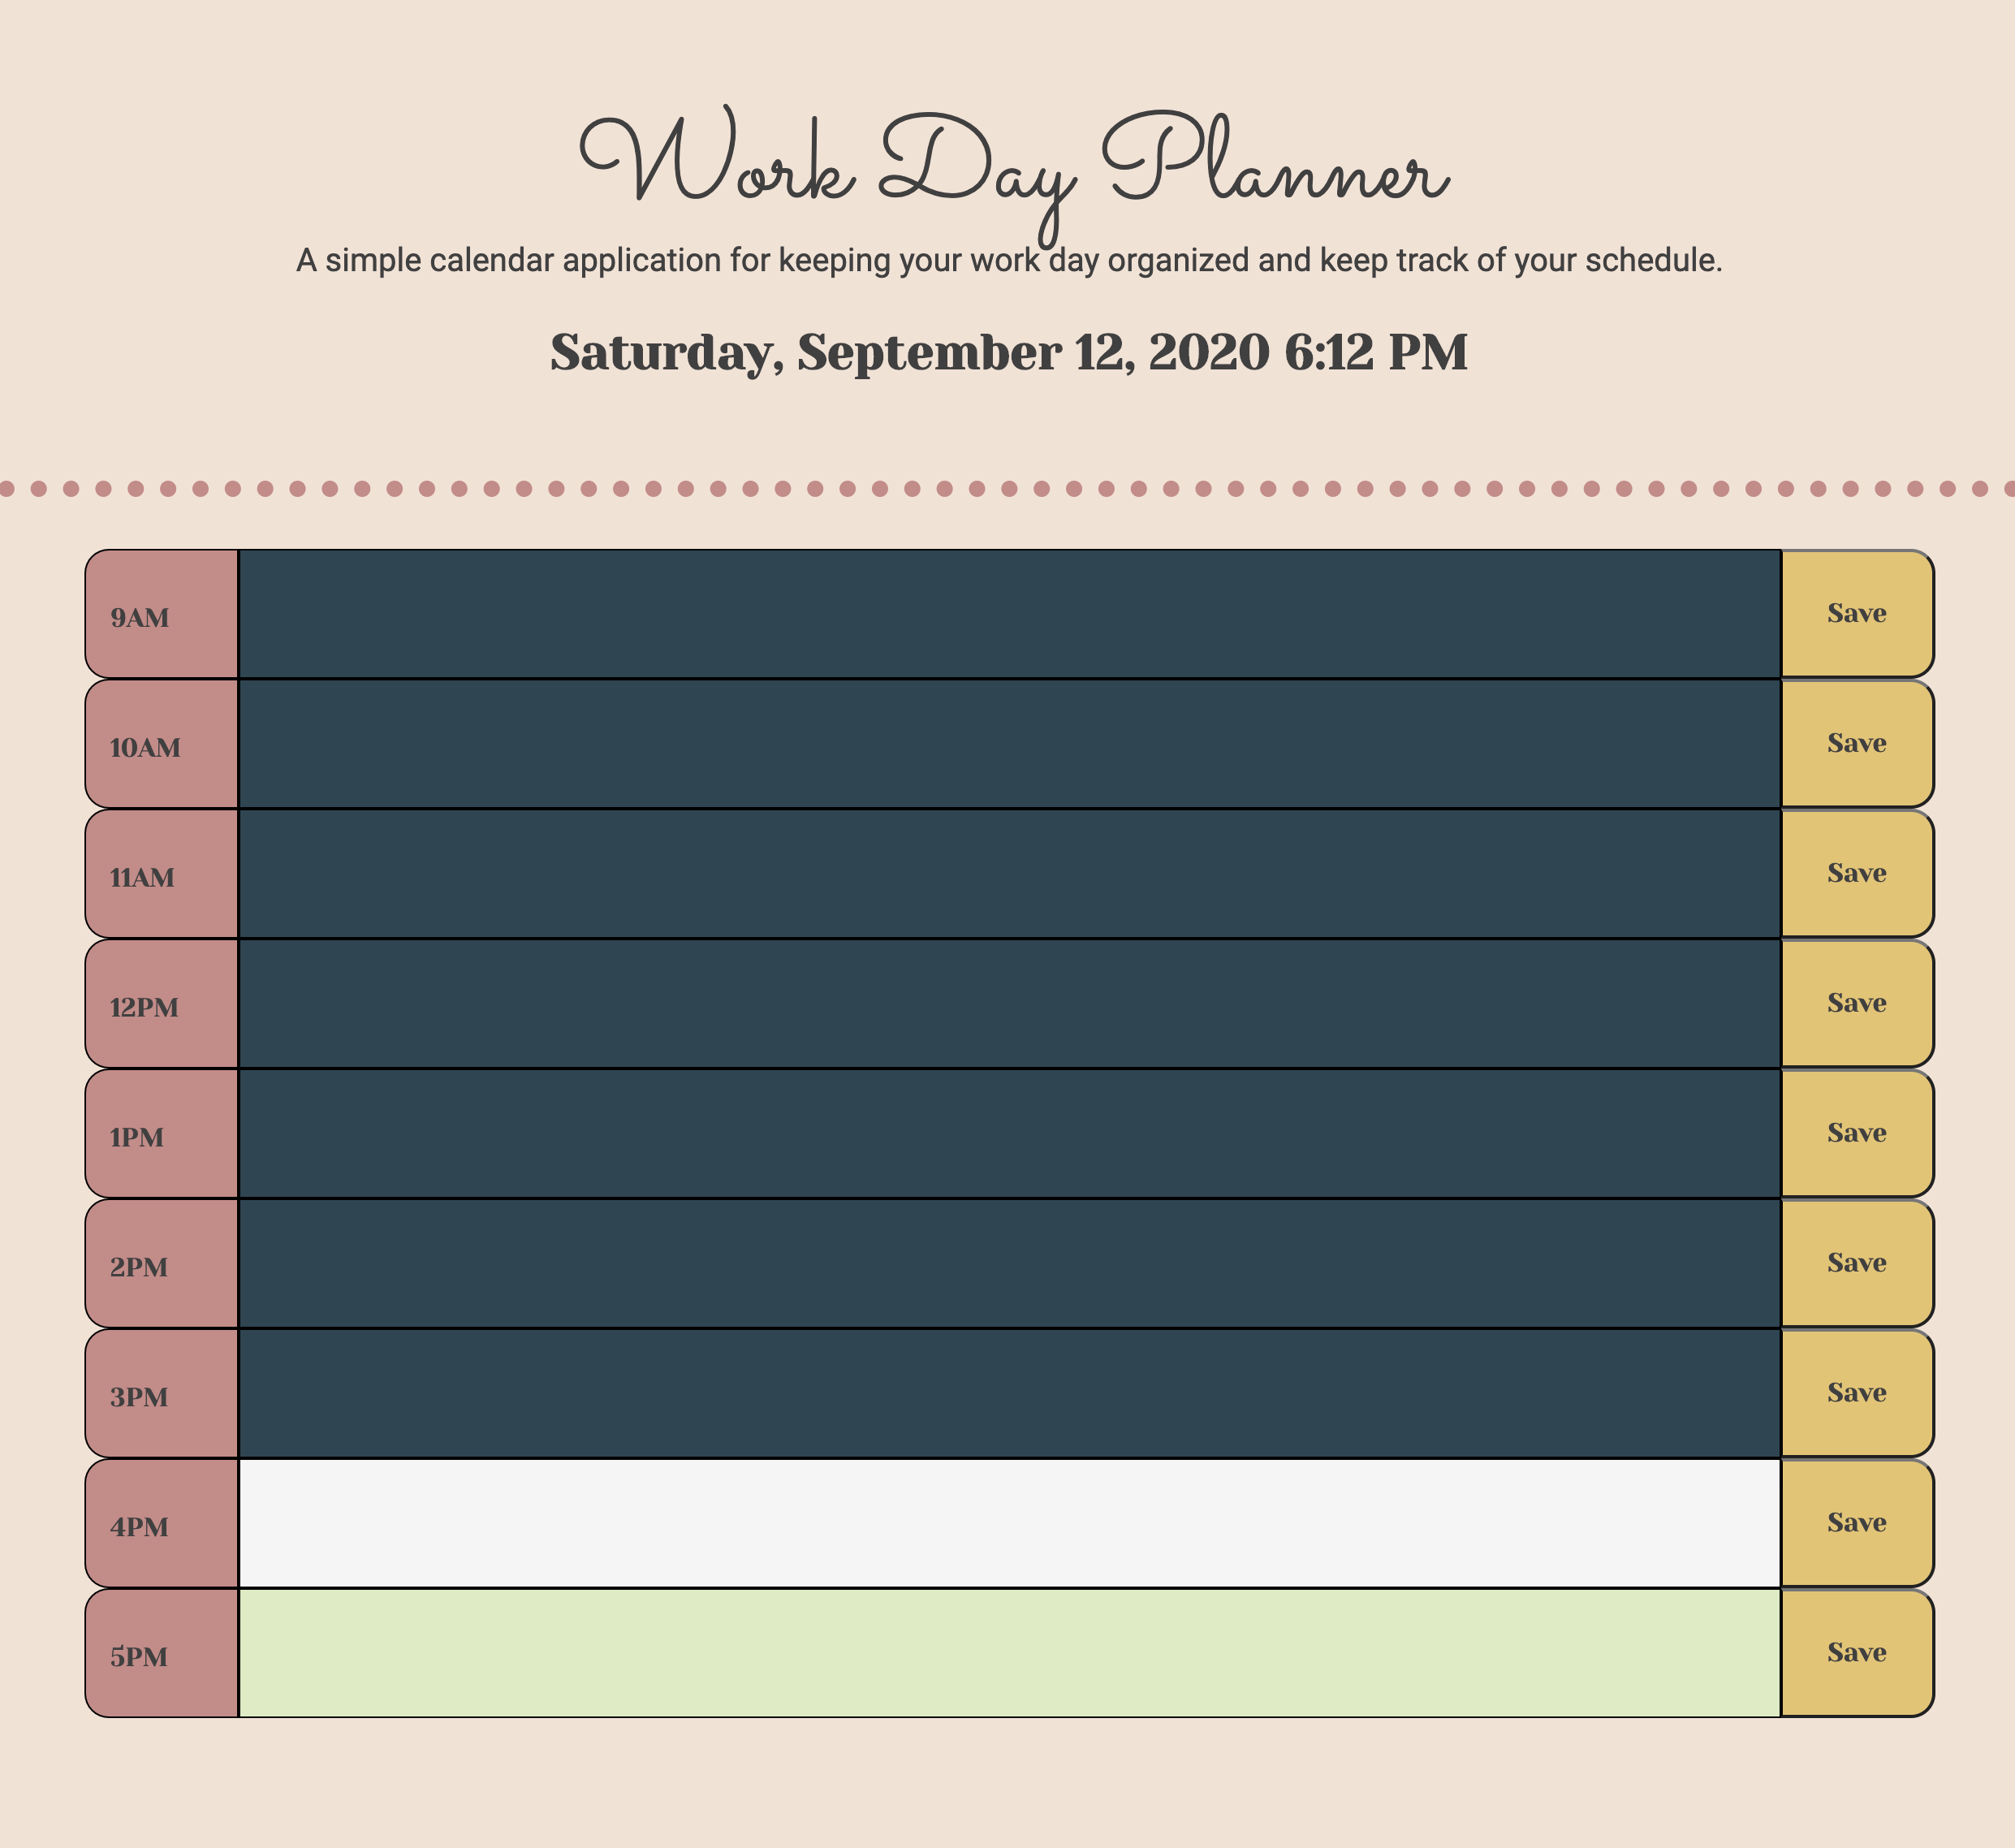 Work Day Planner
A simple calendar application for keeping your work day organized and keep track of your schedule.
Saturday, September 12, 2020 6:12 PM
9AM Save
10AM Save
11AM Save
12PM Save
1PM Save
2PM Save
3PM Save
4PM Save
5PM Save